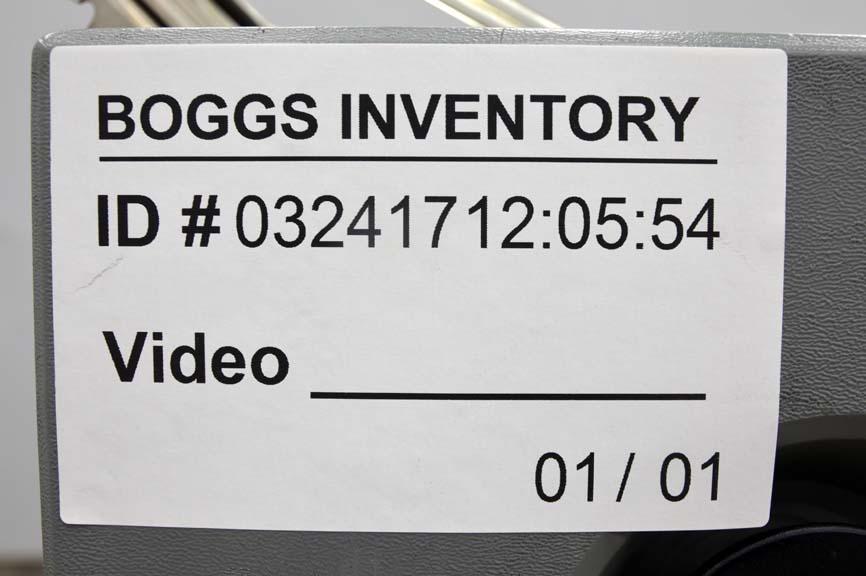 BOGGS INVENTORY
ID # 03241712:05:54
Video
01/ 01